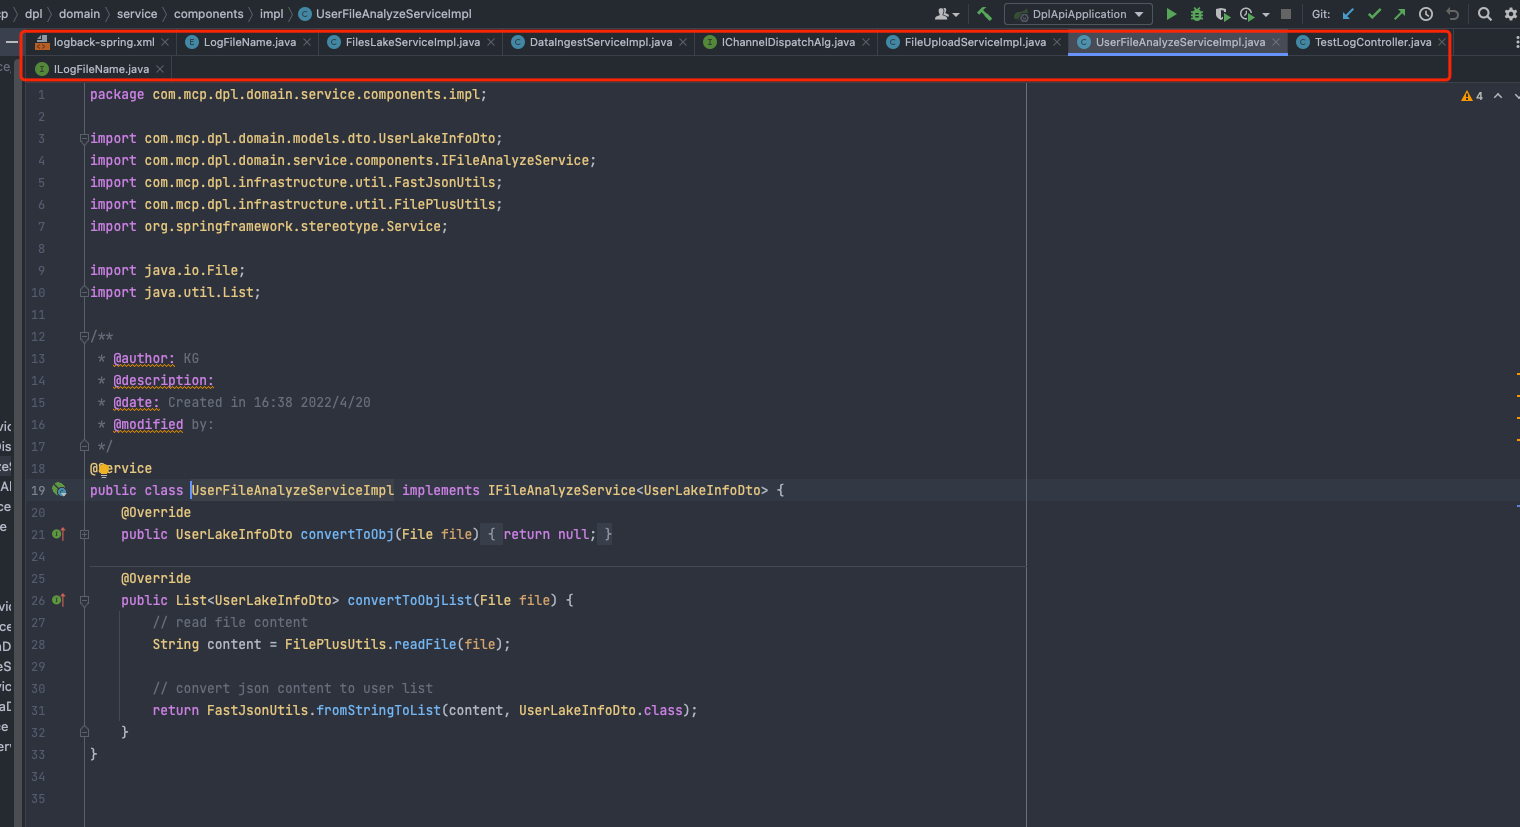 dpl domain service components impl UserFileAnalyzeServiceImpl DplApiApplication Git:
logback-spring.xml LogFileName.java FilesLakeServiceImpl.java DataIngestServiceImpl.java IChannelDispatchAlg.java FileUploadServiceImpl.java UserFileAnalyzeServiceImpl.java TestLogController.java
ILogFileName.java
4
1 package com.mcp.dpl.domain.service.components.impl;
2
3 import com.mcp.dpl.domain.models.dto.UserLakeInfoDto;
4 import com.mcp.dpl.domain.service.components.IFileAnalyzeService;
5 import com.mcp.dpl.infrastructure.util.FastJsonUtils;
6 import com.mcp.dpl.infrastructure.util.FilePlusUtils;
7 import org.springframework.stereotype.Service;
8
9 import java.io.File;
10 import java.util.List;
11
12 /**
13 * @author: KG
14 * @description:
15 * @date: Created in 16:38 2022/4/20
16 * @modified by:
17 */
18 @Service
19 public class UserFileAnalyzeServiceImpl implements IFileAnalyzeService<UserLakeInfoDto> {
20 @Override
21 public UserLakeInfoDto convertToObj(File file) { return null; }
24
25 @Override
26 public List<UserLakeInfoDto> convertToObjList(File file) {
27 // read file content
28 String content = FilePlusUtils.readFile(file);
29
30 // convert json content to user list
31 return FastJsonUtils.fromStringToList(content, UserLakeInfoDto.class);
32 }
33 }
34
35